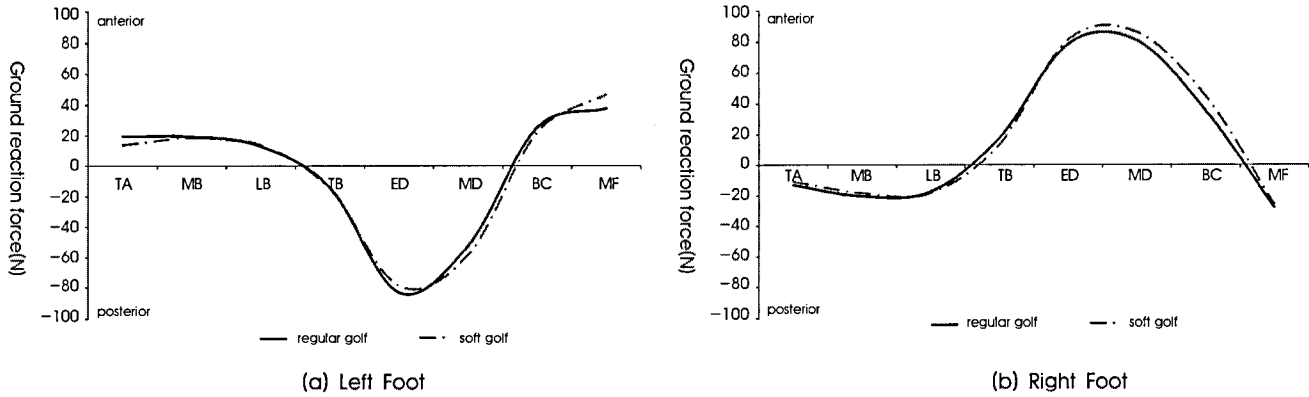 Ground reaction force(N)
100
80
60
40
20
0
−20
−40
−60
−80
−100
anterior
posterior
TA MB LB TB ED MD BC MF
regular golf soft golf
(a) Left Foot
Ground reaction force(N)
100
80
60
40
20
0
−20
−40
−60
−80
−100
anterior
posterior
TA MB LB TB ED MD BC MF
regular golf soft golf
(b) Right Foot